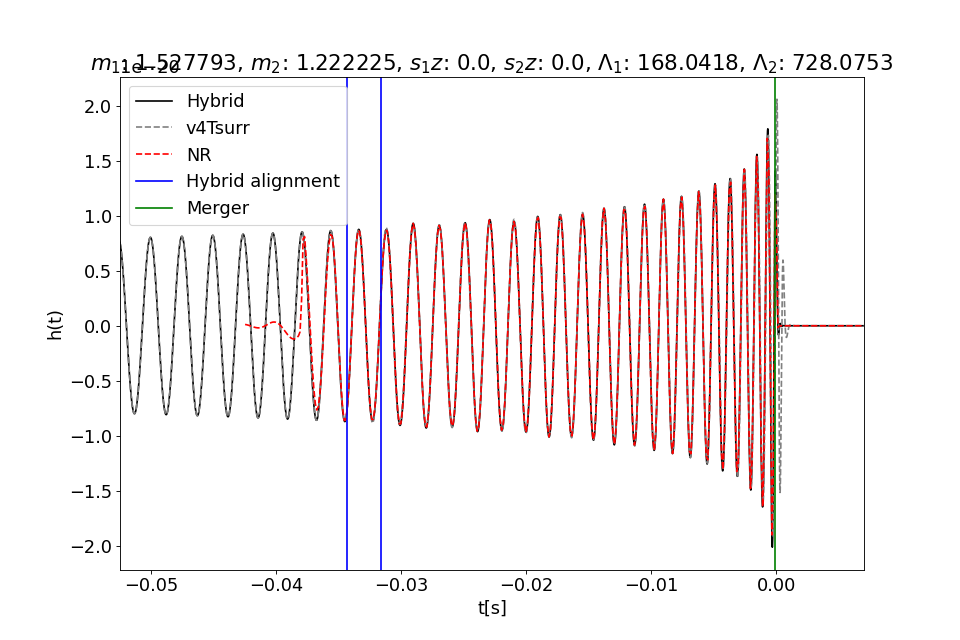 m₁: 1.527793, m₂: 1.222225, s₁z: 0.0, s₂z: 0.0, Λ₁: 168.0418, Λ₂: 728.0753
1e−20
Hybrid
v4Tsurr
NR
Hybrid alignment
Merger
2.0
1.5
1.0
0.5
0.0
−0.5
−1.0
−1.5
−2.0
h(t)
−0.05 −0.04 −0.03 −0.02 −0.01 0.00
t[s]